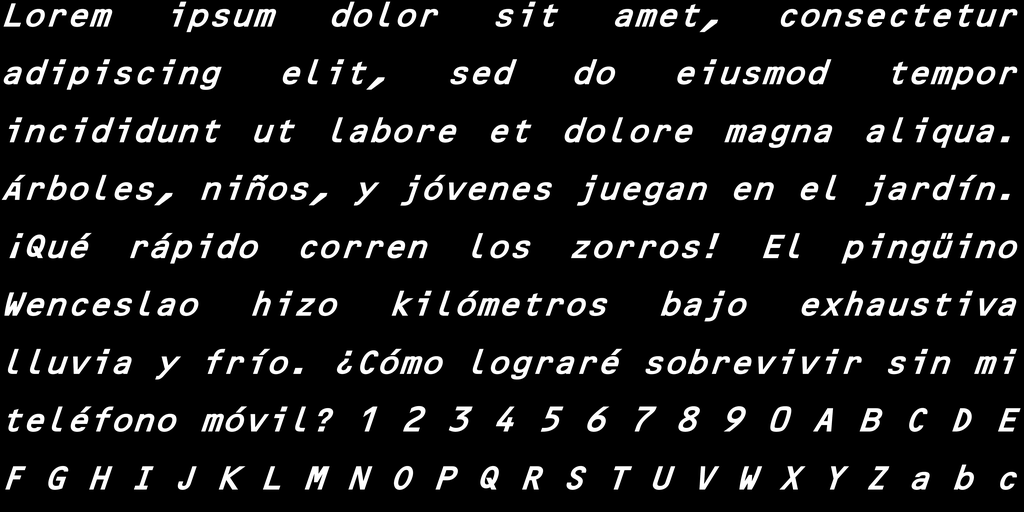 Lorem ipsum dolor sit amet, consectetur
adipiscing elit, sed do eiusmod tempor
incididunt ut labore et dolore magna aliqua.
Árboles, niños, y jóvenes juegan en el jardín.
¡Qué rápido corren los zorros! El pingüino
Wenceslao hizo kilómetros bajo exhaustiva
lluvia y frío. ¿Cómo lograré sobrevivir sin mi
teléfono móvil? 1 2 3 4 5 6 7 8 9 0 A B C D E
F G H I J K L M N O P Q R S T U V W X Y Z a b c